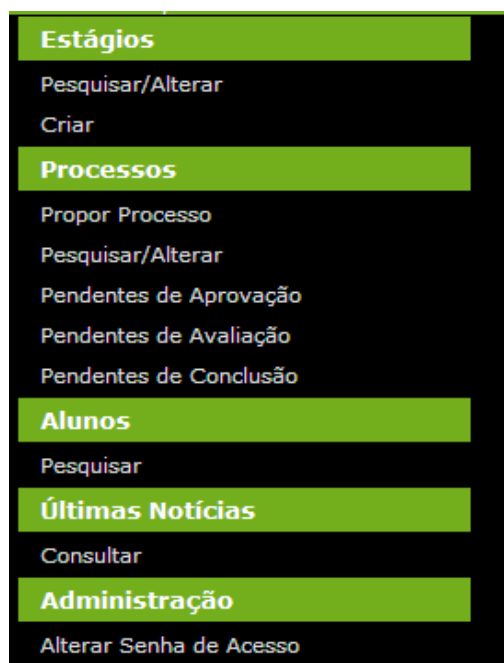 Estágios
Pesquisar/Alterar
Criar
Processos
Propor Processo
Pesquisar/Alterar
Pendentes de Aprovação
Pendentes de Avaliação
Pendentes de Conclusão
Alunos
Pesquisar
Últimas Notícias
Consultar
Administração
Alterar Senha de Acesso